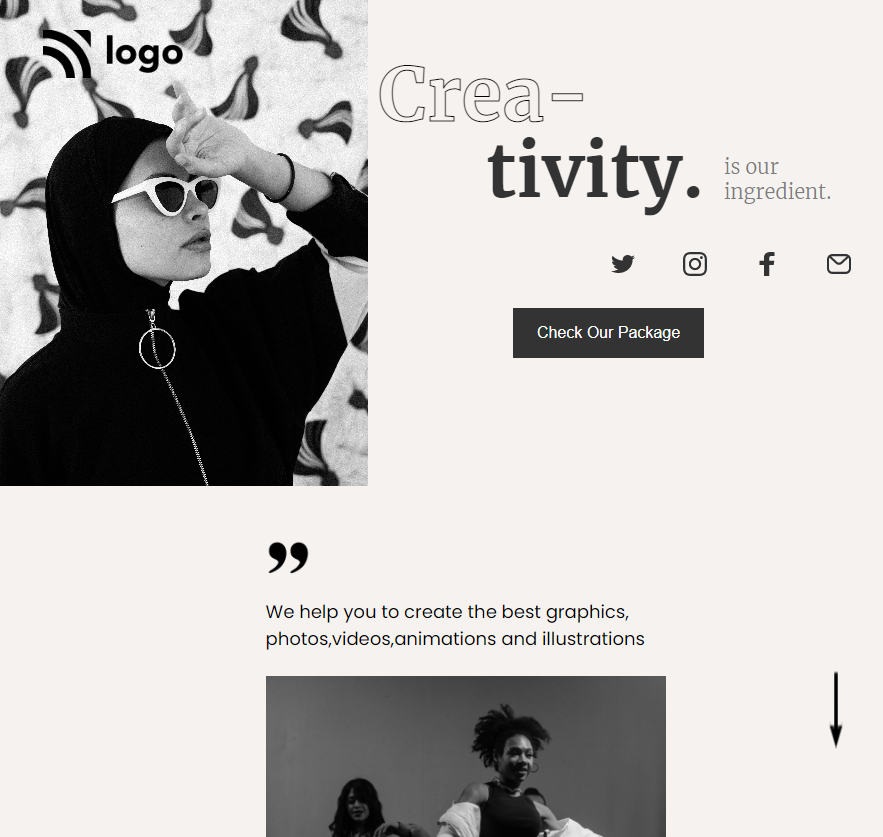 logo
Crea-
tivity.
is our
ingredient.
Check Our Package
”
We help you to create the best graphics,
photos,videos,animations and illustrations